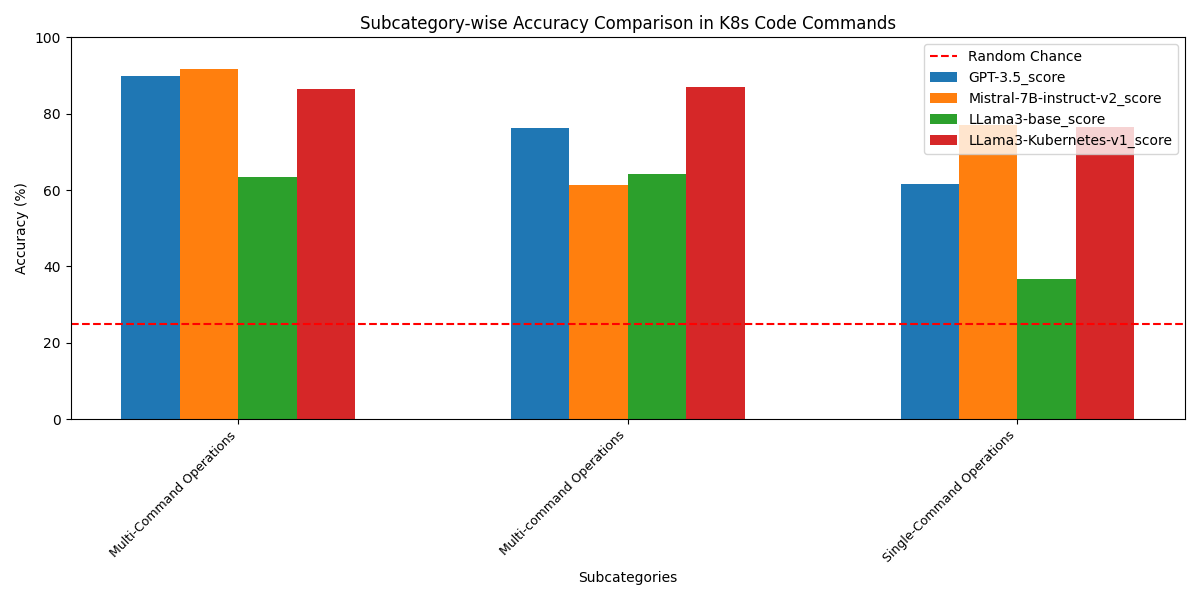 Subcategory-wise Accuracy Comparison in K8s Code Commands
Random Chance
GPT-3.5_score
Mistral-7B-instruct-v2_score
LLama3-base_score
LLama3-Kubernetes-v1_score
Accuracy (%)
100
80
60
40
20
0
Multi-Command Operations
Multi-command Operations
Single-Command Operations
Subcategories